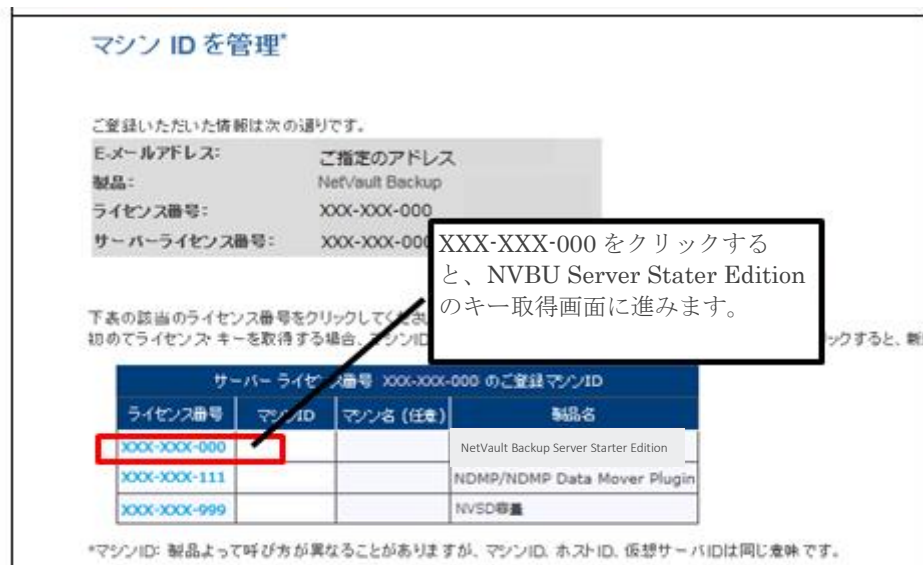 マシン ID を管理*
ご登録いただいた情報は次の通りです。
E-メールアドレス: ご指定のアドレス
製品: NetVault Backup
ライセンス番号: XXX-XXX-000
サーバーライセンス番号: XXX-XXX-000
XXX-XXX-000 をクリックする
と、NVBU Server Stater Edition
のキー取得画面に進みます。
下表の該当のライセンス番号をクリックしてください
初めてライセンス・キーを取得する場合、マシンID ックすると、新
サーバー ライセンス番号 XXX-XXX-000 のご登録マシンID
ライセンス番号 マシンID マシン名 (任意) 製品名
XXX-XXX-000 NetVault Backup Server Starter Edition
XXX-XXX-111 NDMP/NDMP Data Mover Plugin
XXX-XXX-999 NVSD容量
*マシンID: 製品よって呼び方が異なることがありますが、マシンID、ホストID、仮想サーバIDは同じ意味です。